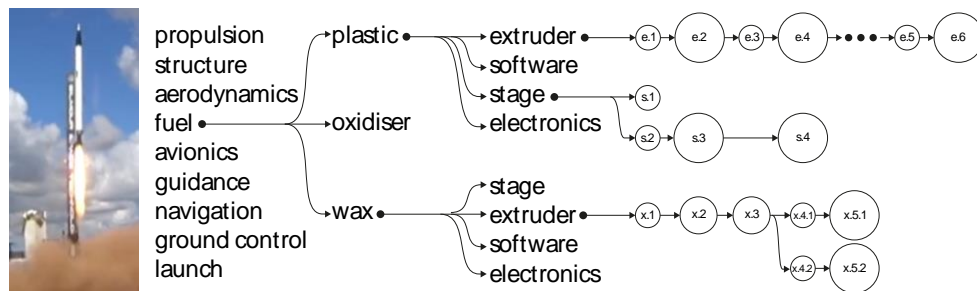 propulsion
structure
aerodynamics
fuel
avionics
guidance
navigation
ground control
launch
plastic
oxidiser
wax
extruder
software
stage
electronics
stage
extruder
software
electronics
e.1 e.2 e.3 e.4 e.5 e.6
s.1
s.2 s.3 s.4
x.1 x.2 x.3 x.4.1 x.5.1
x.4.2 x.5.2